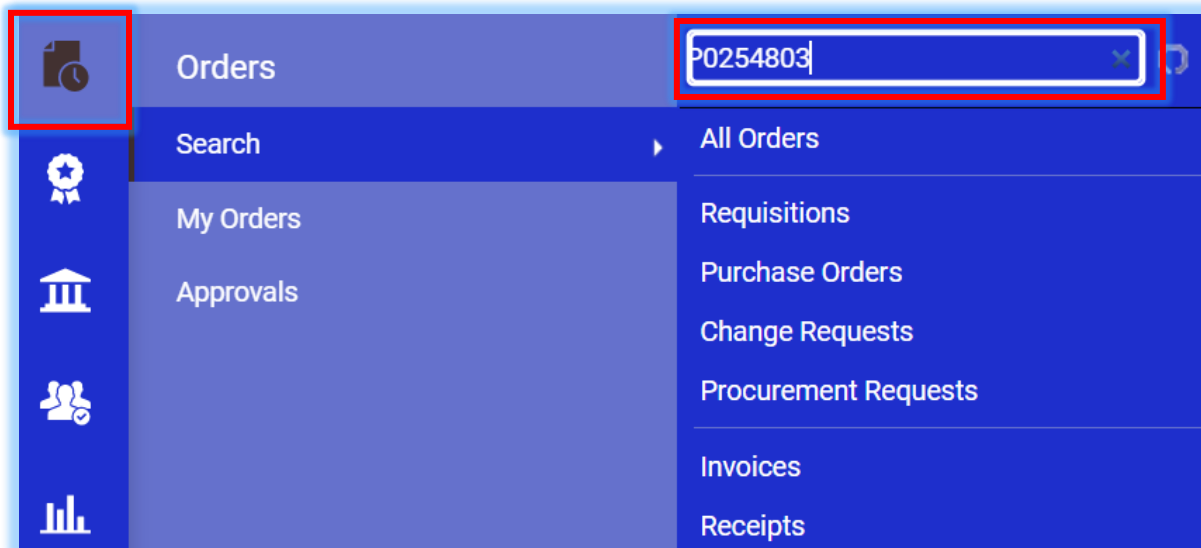 Orders
Search
My Orders
Approvals
P0254803
All Orders
Requisitions
Purchase Orders
Change Requests
Procurement Requests
Invoices
Receipts